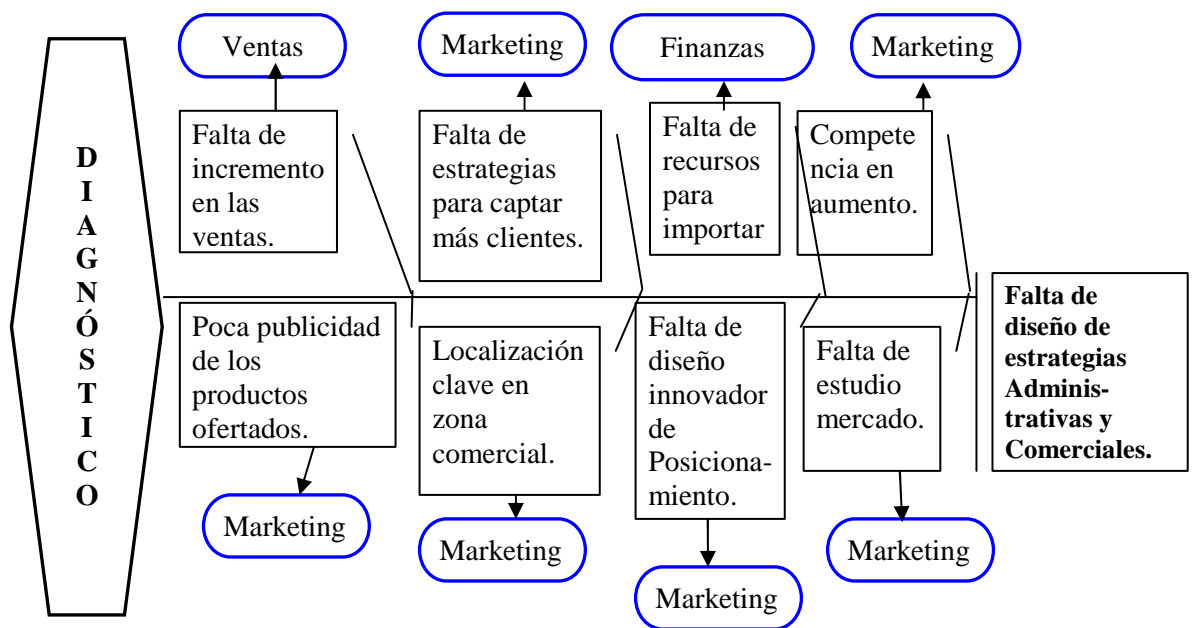 Ventas
Marketing
Finanzas
Marketing
D
I
A
G
N
Ó
S
T
I
C
O
Falta de
incremento
en las
ventas.
Falta de
estrategias
para captar
más clientes.
Falta de
recursos
para
importar
Compete
ncia en
aumento.
Poca publicidad
de los
productos
ofertados.
Localización
clave en
zona
comercial.
Falta de
diseño
innovador
de
Posiciona-
miento.
Falta de
estudio
mercado.
Falta de
diseño de
estrategias
Adminis-
trativas y
Comerciales.
Marketing
Marketing
Marketing
Marketing